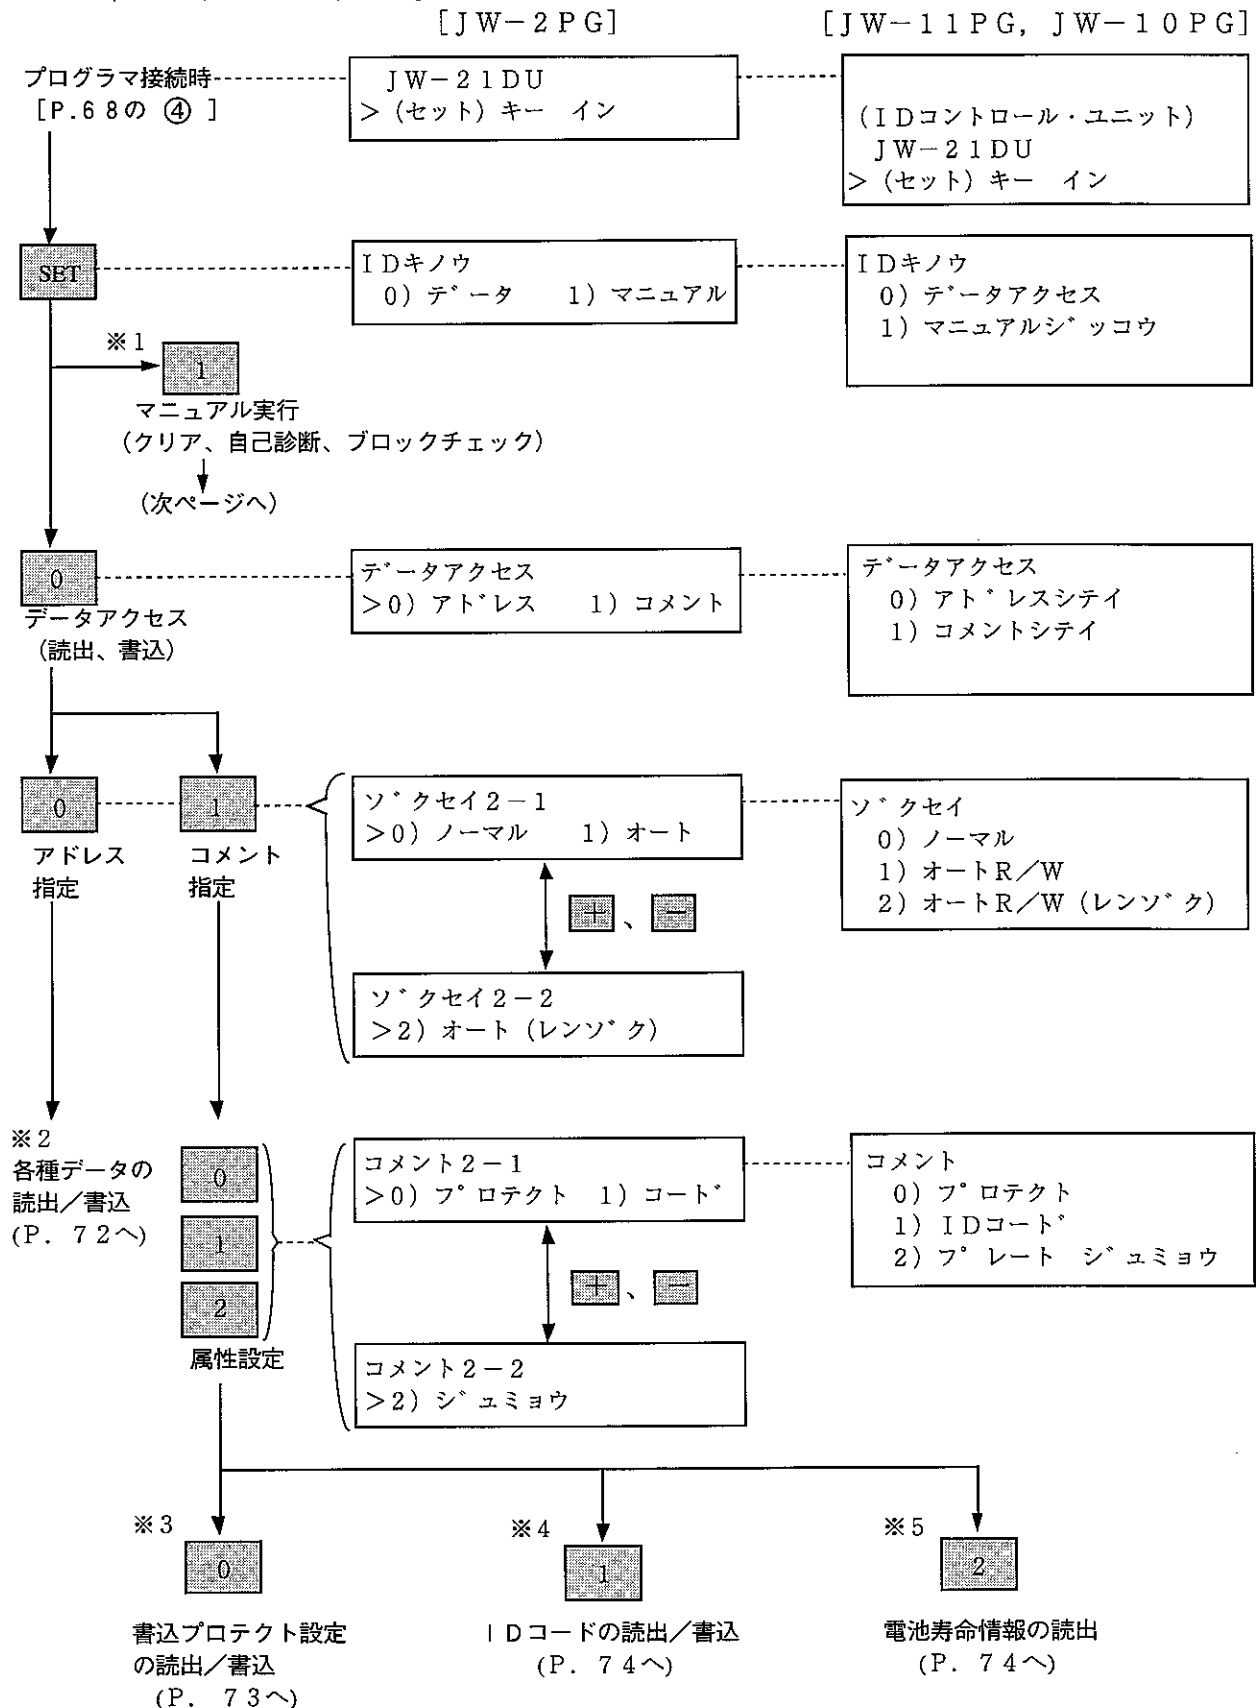 [JW-2PG]
[JW-11PG, JW-10PG]
プログラマ接続時
[P.68の ④ ]
JW-21DU
>(セット)キー イン
(IDコントロール・ユニット)
JW-21DU
>(セット)キー イン
SET
IDキノウ
0)データ 1)マニュアル
IDキノウ
0)データアクセス
1)マニュアルジッコウ
※1
1
マニュアル実行
(クリア、自己診断、ブロックチェック)
(次ページへ)
0
データアクセス
(読出、書込)
データアクセス
>0)アドレス 1)コメント
データアクセス
0)アドレスシテイ
1)コメントシテイ
0
アドレス
指定
1
コメント
指定
ゾクセイ2-1
>0)ノーマル 1)オート
+、-
ゾクセイ2-2
>2)オート(レンゾク)
ゾクセイ
0)ノーマル
1)オートR/W
2)オートR/W(レンゾク)
※2
各種データの
読出/書込
(P. 72へ)
0
1
2
属性設定
コメント2-1
>0)プロテクト 1)コード
+、-
コメント2-2
>2)ジュミョウ
コメント
0)プロテクト
1)IDコード
2)プレート ジュミョウ
※3
0
書込プロテクト設定
の読出/書込
(P. 73へ)
※4
1
IDコードの読出/書込
(P. 74へ)
※5
2
電池寿命情報の読出
(P. 74へ)